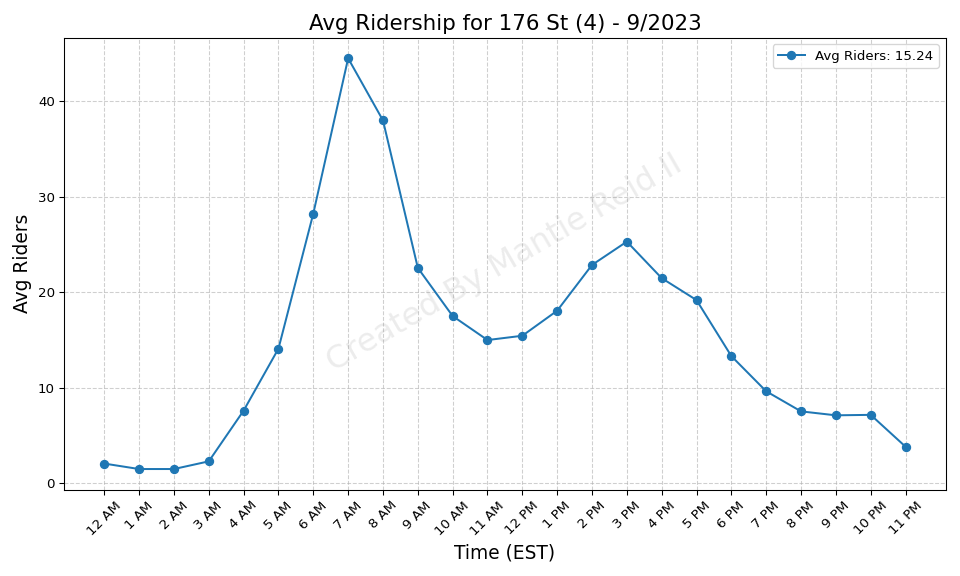 Avg Ridership for 176 St (4) - 9/2023
Avg Riders: 15.24
Avg Riders
40
30
20
10
0
Created By Mantie Reid II
12 AM
1 AM
2 AM
3 AM
4 AM
5 AM
6 AM
7 AM
8 AM
9 AM
10 AM
11 AM
12 PM
1 PM
2 PM
3 PM
4 PM
5 PM
6 PM
7 PM
8 PM
9 PM
10 PM
11 PM
Time (EST)